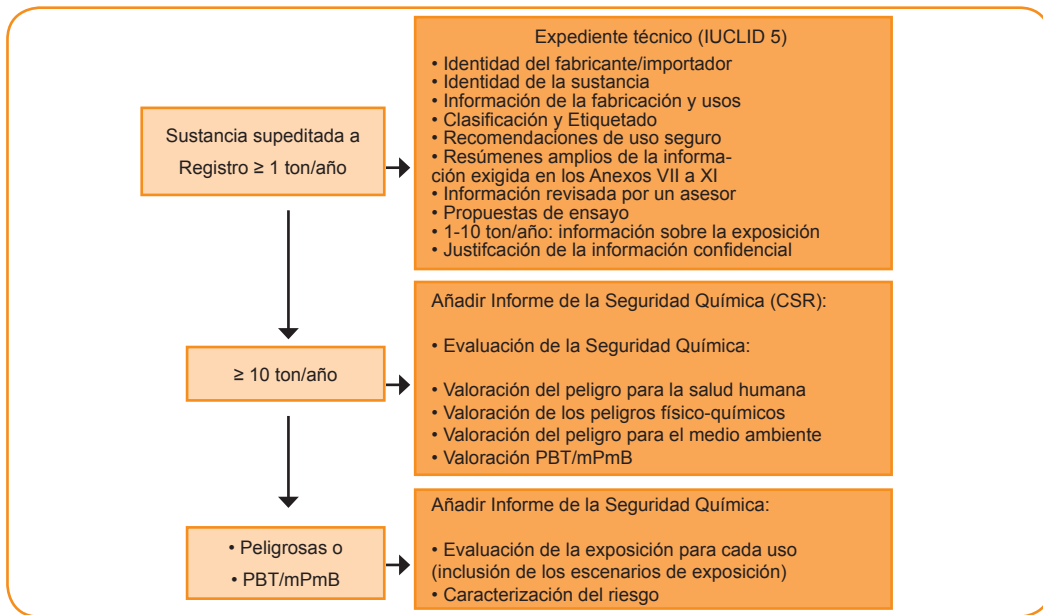 Expediente técnico (IUCLID 5)
• Identidad del fabricante/importador
• Identidad de la sustancia
• Información de la fabricación y usos
• Clasificación y Etiquetado
• Recomendaciones de uso seguro
• Resúmenes amplios de la informa-
ción exigida en los Anexos VII a XI
• Información revisada por un asesor
• Propuestas de ensayo
• 1-10 ton/año: información sobre la exposición
• Justifcación de la información confidencial
Sustancia supeditada a
Registro ≥ 1 ton/año
Añadir Informe de la Seguridad Química (CSR):
• Evaluación de la Seguridad Química:
• Valoración del peligro para la salud humana
• Valoración de los peligros físico-químicos
• Valoración del peligro para el medio ambiente
• Valoración PBT/mPmB
≥ 10 ton/año
Añadir Informe de la Seguridad Química:
• Evaluación de la exposición para cada uso
(inclusión de los escenarios de exposición)
• Caracterización del riesgo
• Peligrosas o
• PBT/mPmB